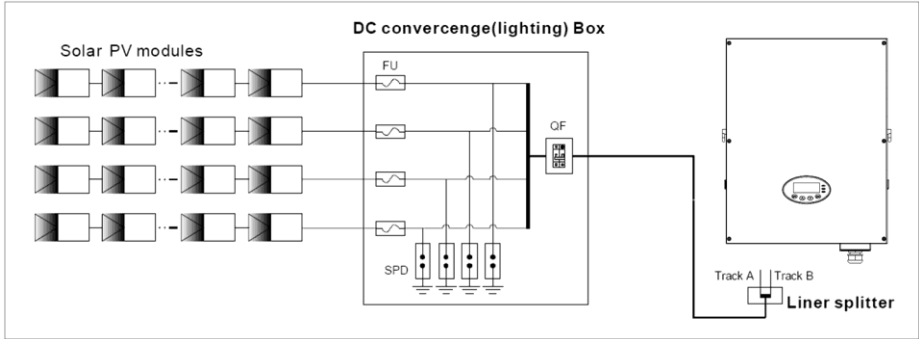 DC convercenge(lighting) Box
Solar PV modules
FU
QF
SPD
Track A
Track B
Liner splitter